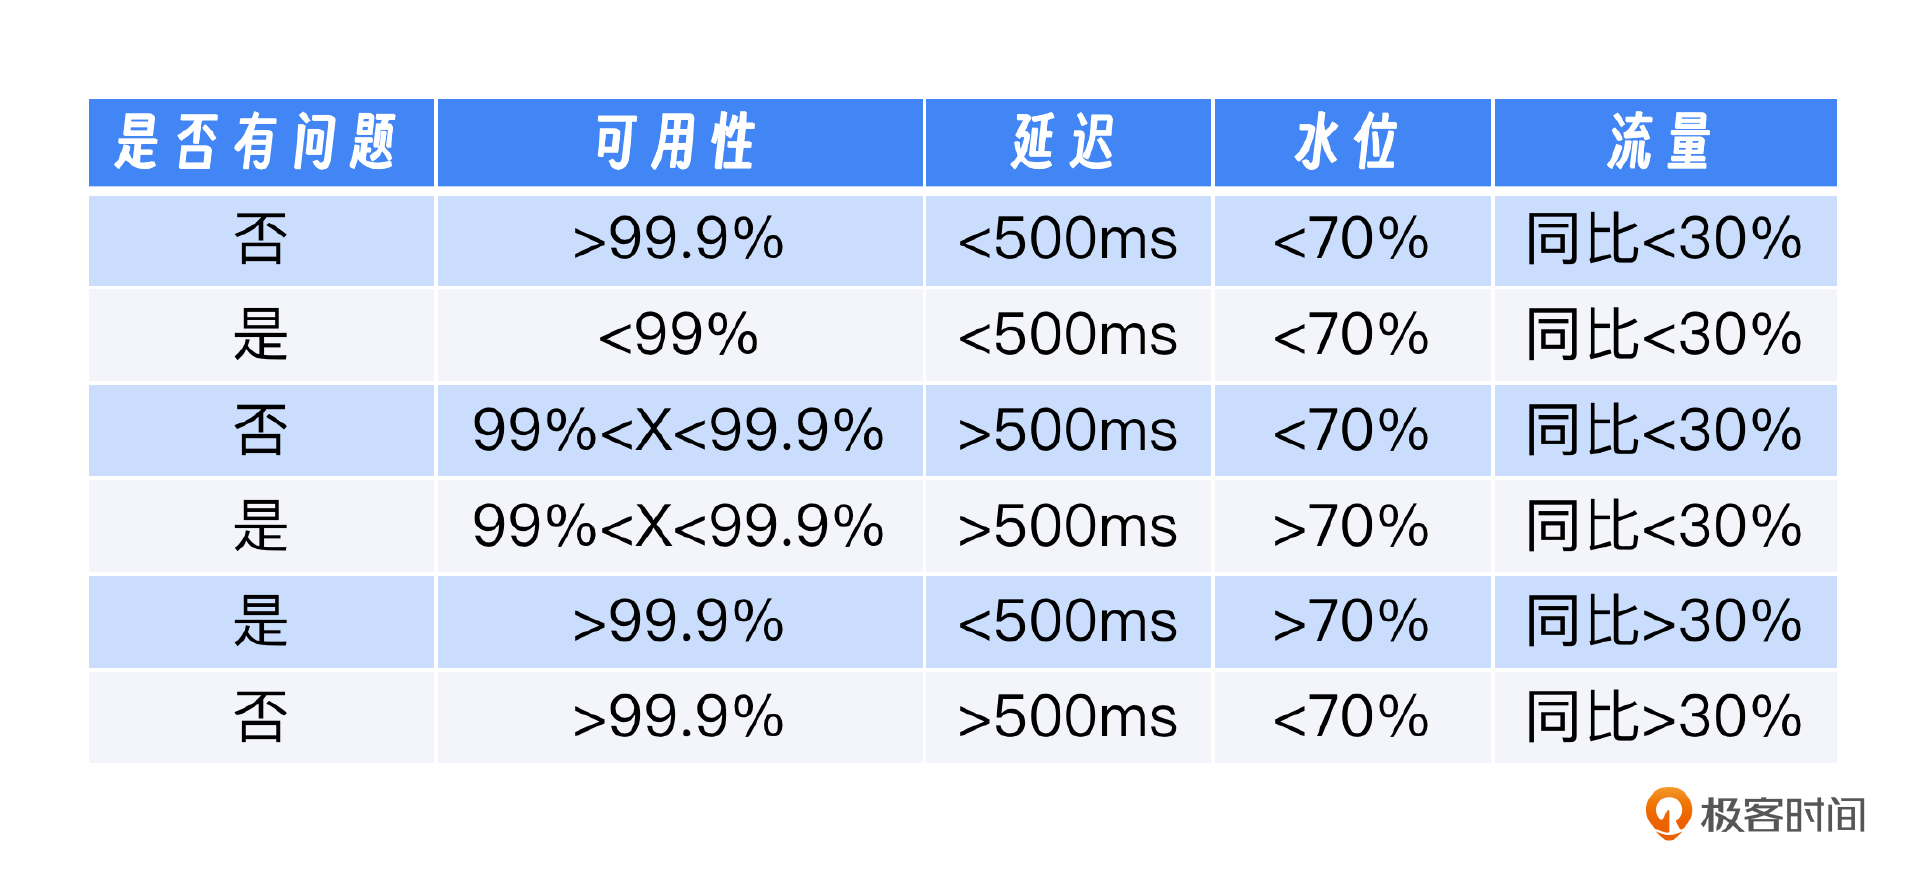 是否有问题 可用性 延迟 水位 流量
否 >99.9% <500ms <70% 同比<30%
是 <99% <500ms <70% 同比<30%
否 99%<X<99.9% >500ms <70% 同比<30%
是 99%<X<99.9% >500ms >70% 同比<30%
是 >99.9% <500ms >70% 同比>30%
否 >99.9% >500ms <70% 同比>30%
极客时间